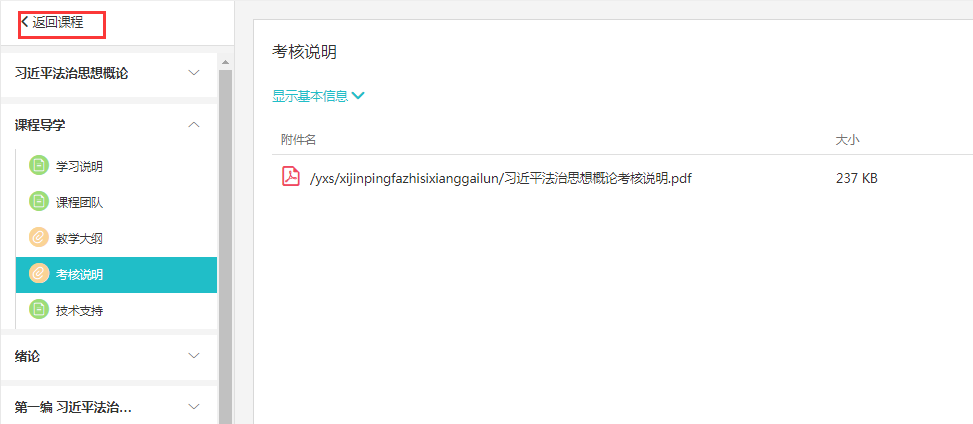 返回课程
习近平法治思想概论
课程导学
学习说明
课程团队
教学大纲
考核说明
技术支持
绪论
第一编 习近平法治...
考核说明
显示基本信息
附件名 大小
/yxs/xijinpingfazhisixianggailun/习近平法治思想概论考核说明.pdf 237 KB